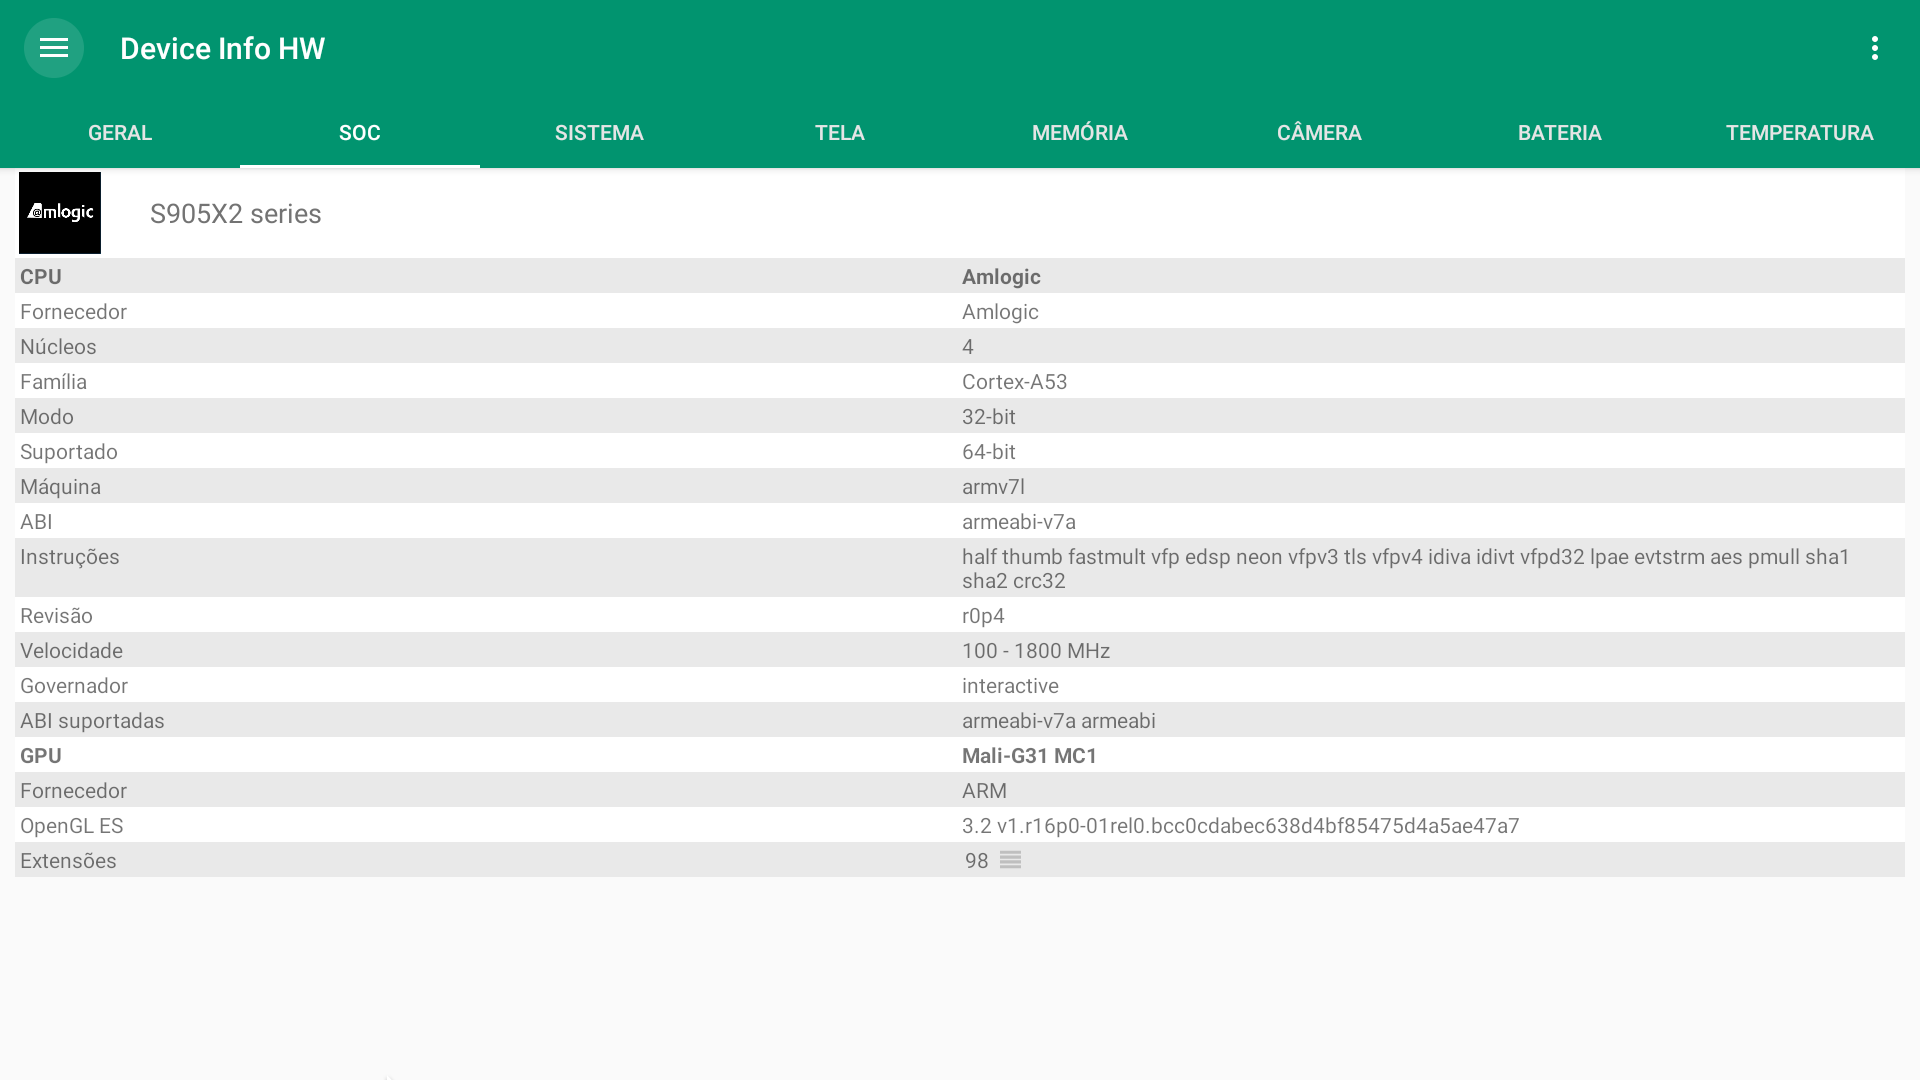 Device Info HW
GERAL SOC SISTEMA TELA MEMÓRIA CÂMERA BATERIA TEMPERATURA
Amlogic S905X2 series
CPU Amlogic
Fornecedor Amlogic
Núcleos 4
Família Cortex-A53
Modo 32-bit
Suportado 64-bit
Máquina armv7l
ABI armeabi-v7a
Instruções half thumb fastmult vfp edsp neon vfpv3 tls vfpv4 idiva idivt vfpd32 lpae evtstrm aes pmull sha1
sha2 crc32
Revisão r0p4
Velocidade 100 - 1800 MHz
Governador interactive
ABI suportadas armeabi-v7a armeabi
GPU Mali-G31 MC1
Fornecedor ARM
OpenGL ES 3.2 v1.r16p0-01rel0.bcc0cdabec638d4bf85475d4a5ae47a7
Extensões 98